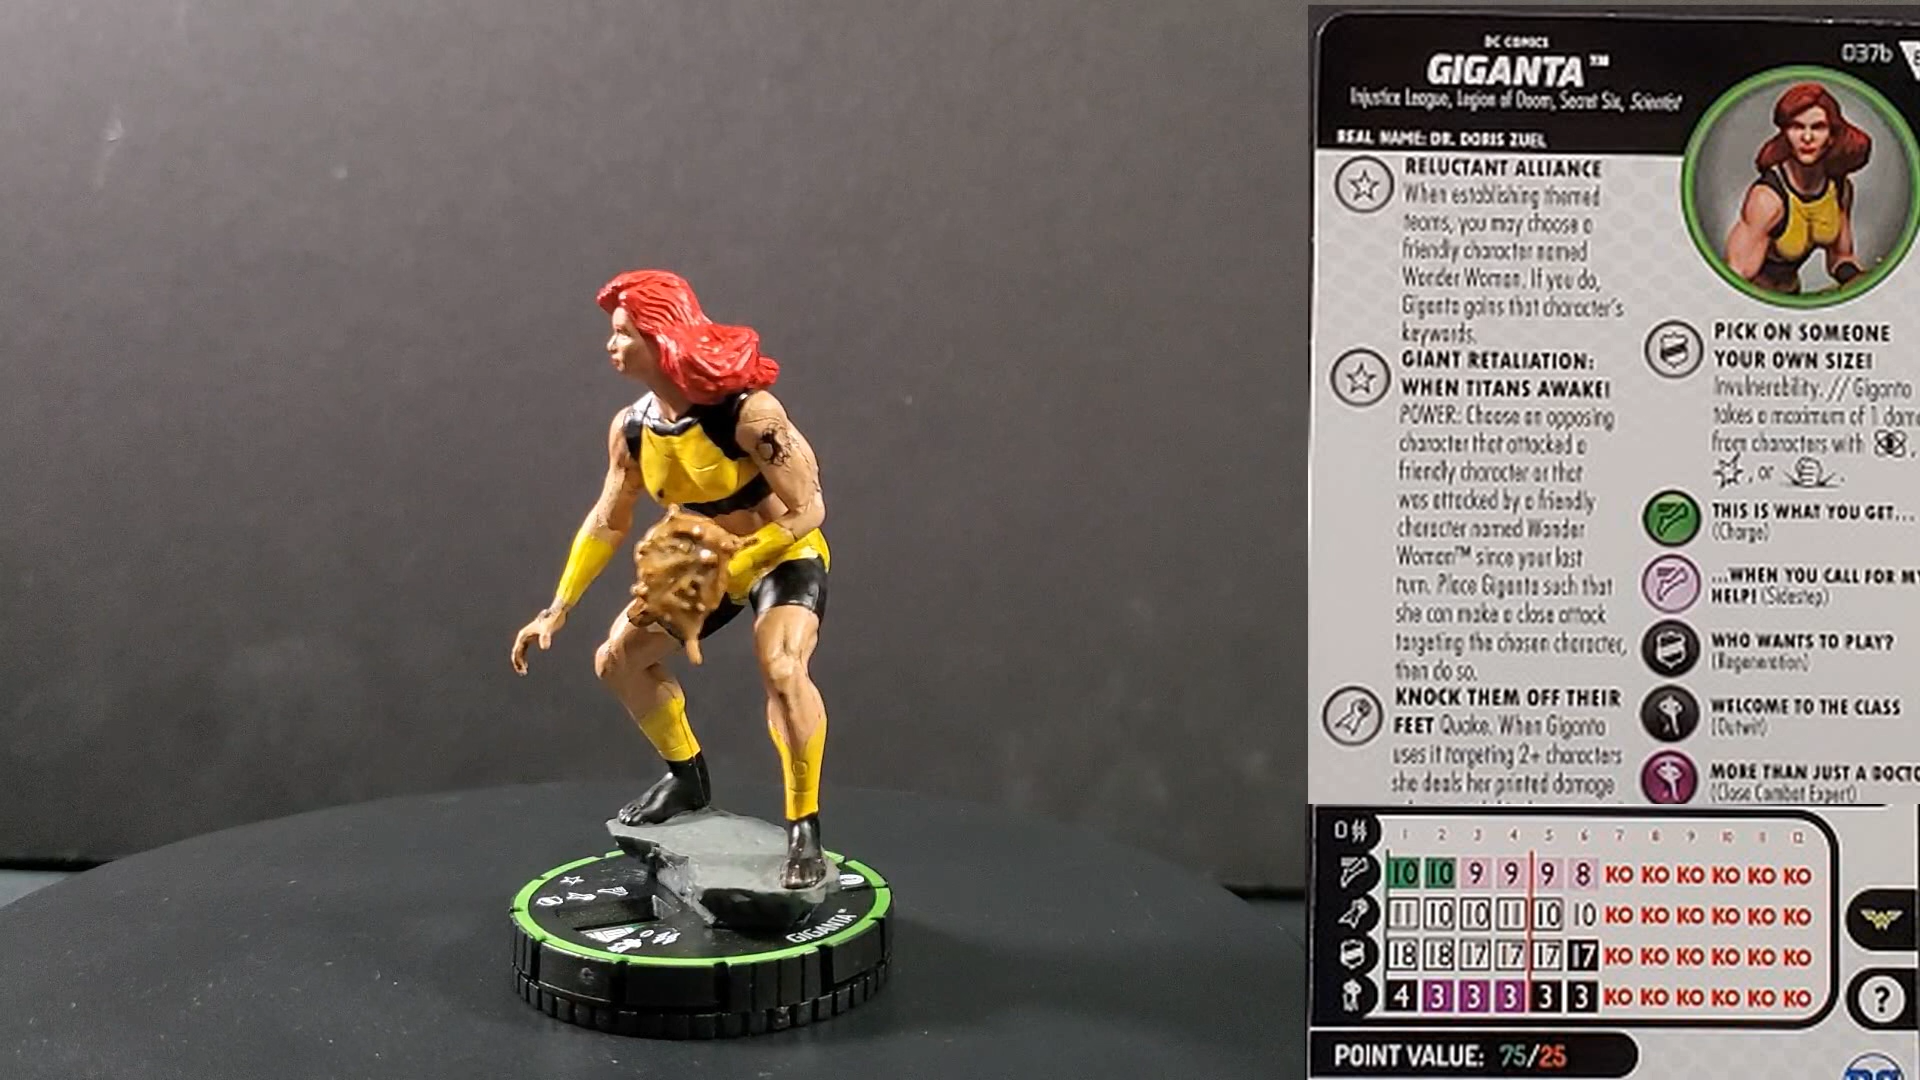 DC COMICS
GIGANTA™
037b
Injustice League, Legion of Doom, Secret Six, Scientist
REAL NAME: DR. DORIS ZUEL
RELUCTANT ALLIANCE
When establishing themed
teams, you may choose a
friendly character named
Wonder Woman. If you do,
Giganta gains that character's
keywords.
GIANT RETALIATION:
WHEN TITANS AWAKE!
POWER: Choose an opposing
character that attacked a
friendly character or that
was attacked by a friendly
character named Wonder
Woman™ since your last
turn. Place Giganta such that
she can make a close attack
targeting the chosen character,
then do so.
KNOCK THEM OFF THEIR
FEET Quake. When Giganta
uses it targeting 2+ characters
she deals her printed damage
PICK ON SOMEONE
YOUR OWN SIZE!
Invulnerability. // Giganta
takes a maximum of 1 dam
from characters with
, or
THIS IS WHAT YOU GET...
(Charge)
...WHEN YOU CALL FOR MY
HELP! (Sidestep)
WHO WANTS TO PLAY?
(Regeneration)
WELCOME TO THE CLASS
(Outwit)
MORE THAN JUST A DOCTO
(Close Combat Expert)
0 1 2 3 4 5 6 7 8 9 10 11 12
10 10 9 9 9 8 KO KO KO KO KO KO
11 10 10 11 10 10 KO KO KO KO KO KO
18 18 17 17 17 17 KO KO KO KO KO KO
4 3 3 3 3 3 KO KO KO KO KO KO
?
POINT VALUE: 75/25
GIGANTA™